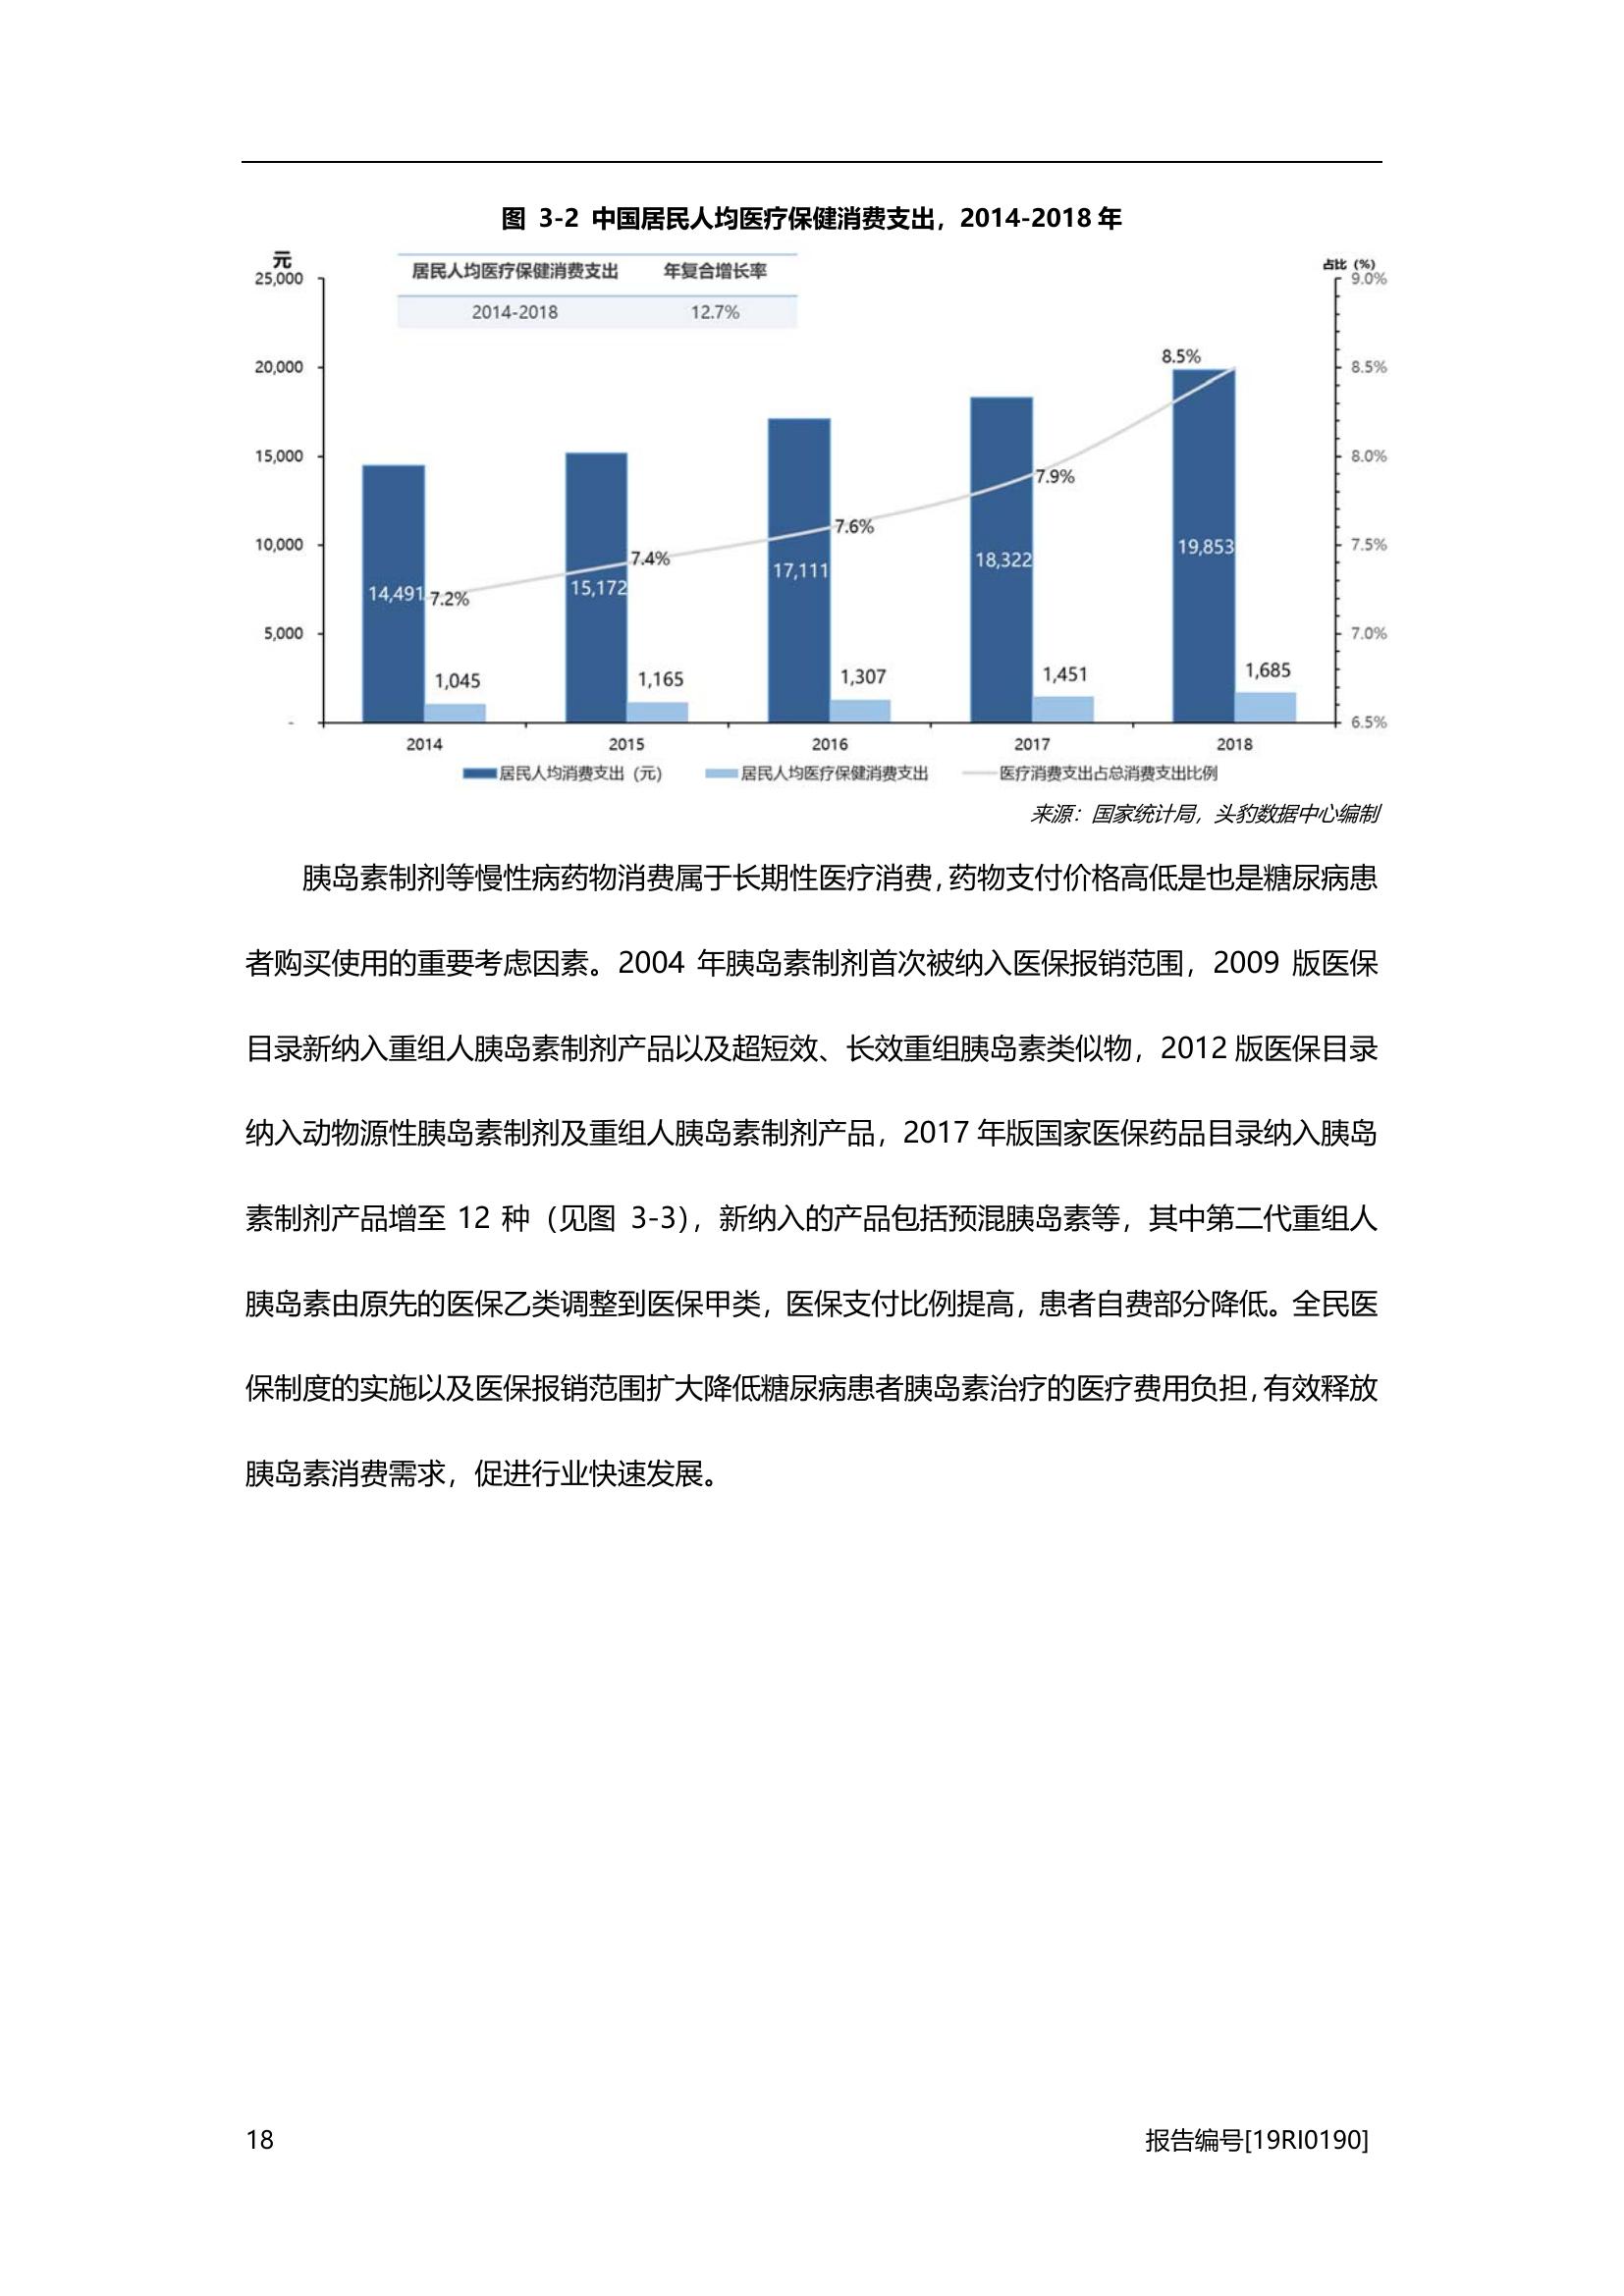 图 3-2 中国居民人均医疗保健消费支出，2014-2018 年
元
占比（%）
居民人均医疗保健消费支出 年复合增长率
2014-2018 12.7%
25,000
20,000
15,000
10,000
5,000
-
9.0%
8.5%
8.0%
7.5%
7.0%
6.5%
14,491 7.2% 1,045
15,172 7.4% 1,165
17,111 7.6% 1,307
18,322 7.9% 1,451
19,853 8.5% 1,685
2014 2015 2016 2017 2018
居民人均消费支出（元） 居民人均医疗保健消费支出 医疗消费支出占总消费支出比例
来源：国家统计局，头豹数据中心编制
胰岛素制剂等慢性病药物消费属于长期性医疗消费，药物支付价格高低是也是糖尿病患
者购买使用的重要考虑因素。2004 年胰岛素制剂首次被纳入医保报销范围，2009 版医保
目录新纳入重组人胰岛素制剂产品以及超短效、长效重组胰岛素类似物，2012 版医保目录
纳入动物源性胰岛素制剂及重组人胰岛素制剂产品，2017 年版国家医保药品目录纳入胰岛
素制剂产品增至 12 种（见图 3-3），新纳入的产品包括预混胰岛素等，其中第二代重组人
胰岛素由原先的医保乙类调整到医保甲类，医保支付比例提高，患者自费部分降低。全民医
保制度的实施以及医保报销范围扩大降低糖尿病患者胰岛素治疗的医疗费用负担，有效释放
胰岛素消费需求，促进行业快速发展。
18 报告编号[19RI0190]